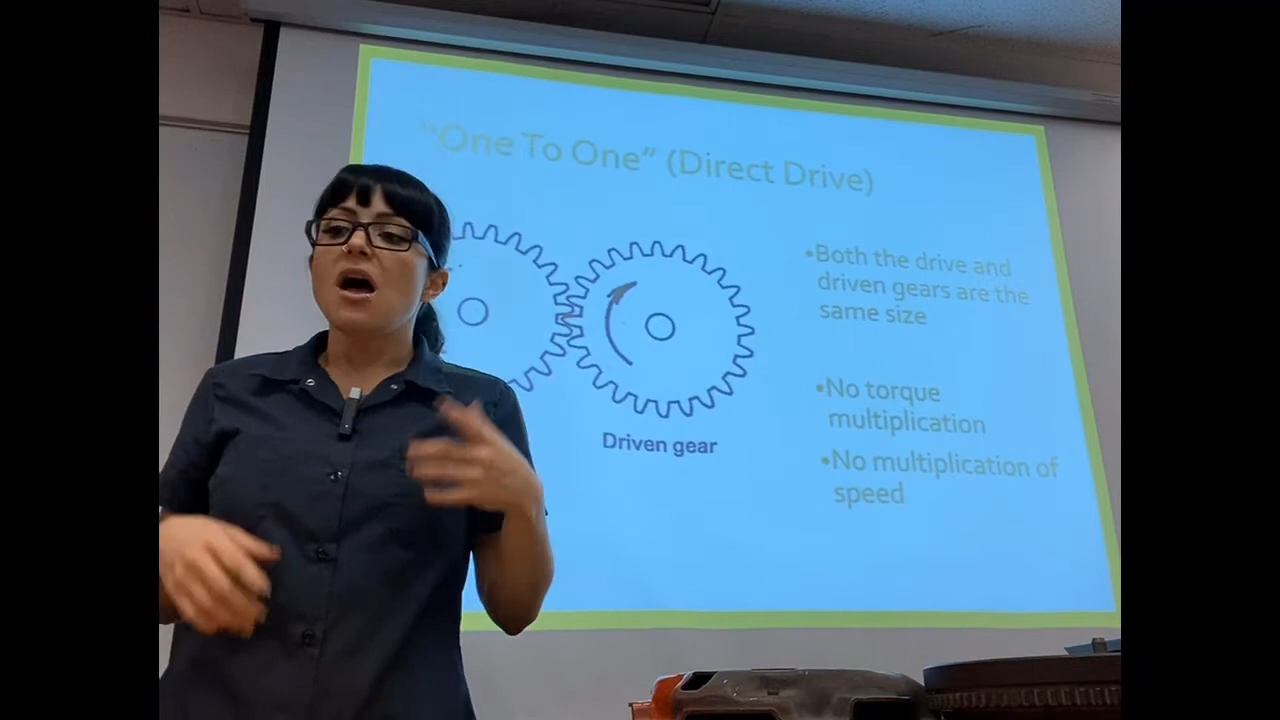 "One To One" (Direct Drive)
•Both the drive and
driven gears are the
same size
•No torque
multiplication
•No multiplication of
speed
Driven gear